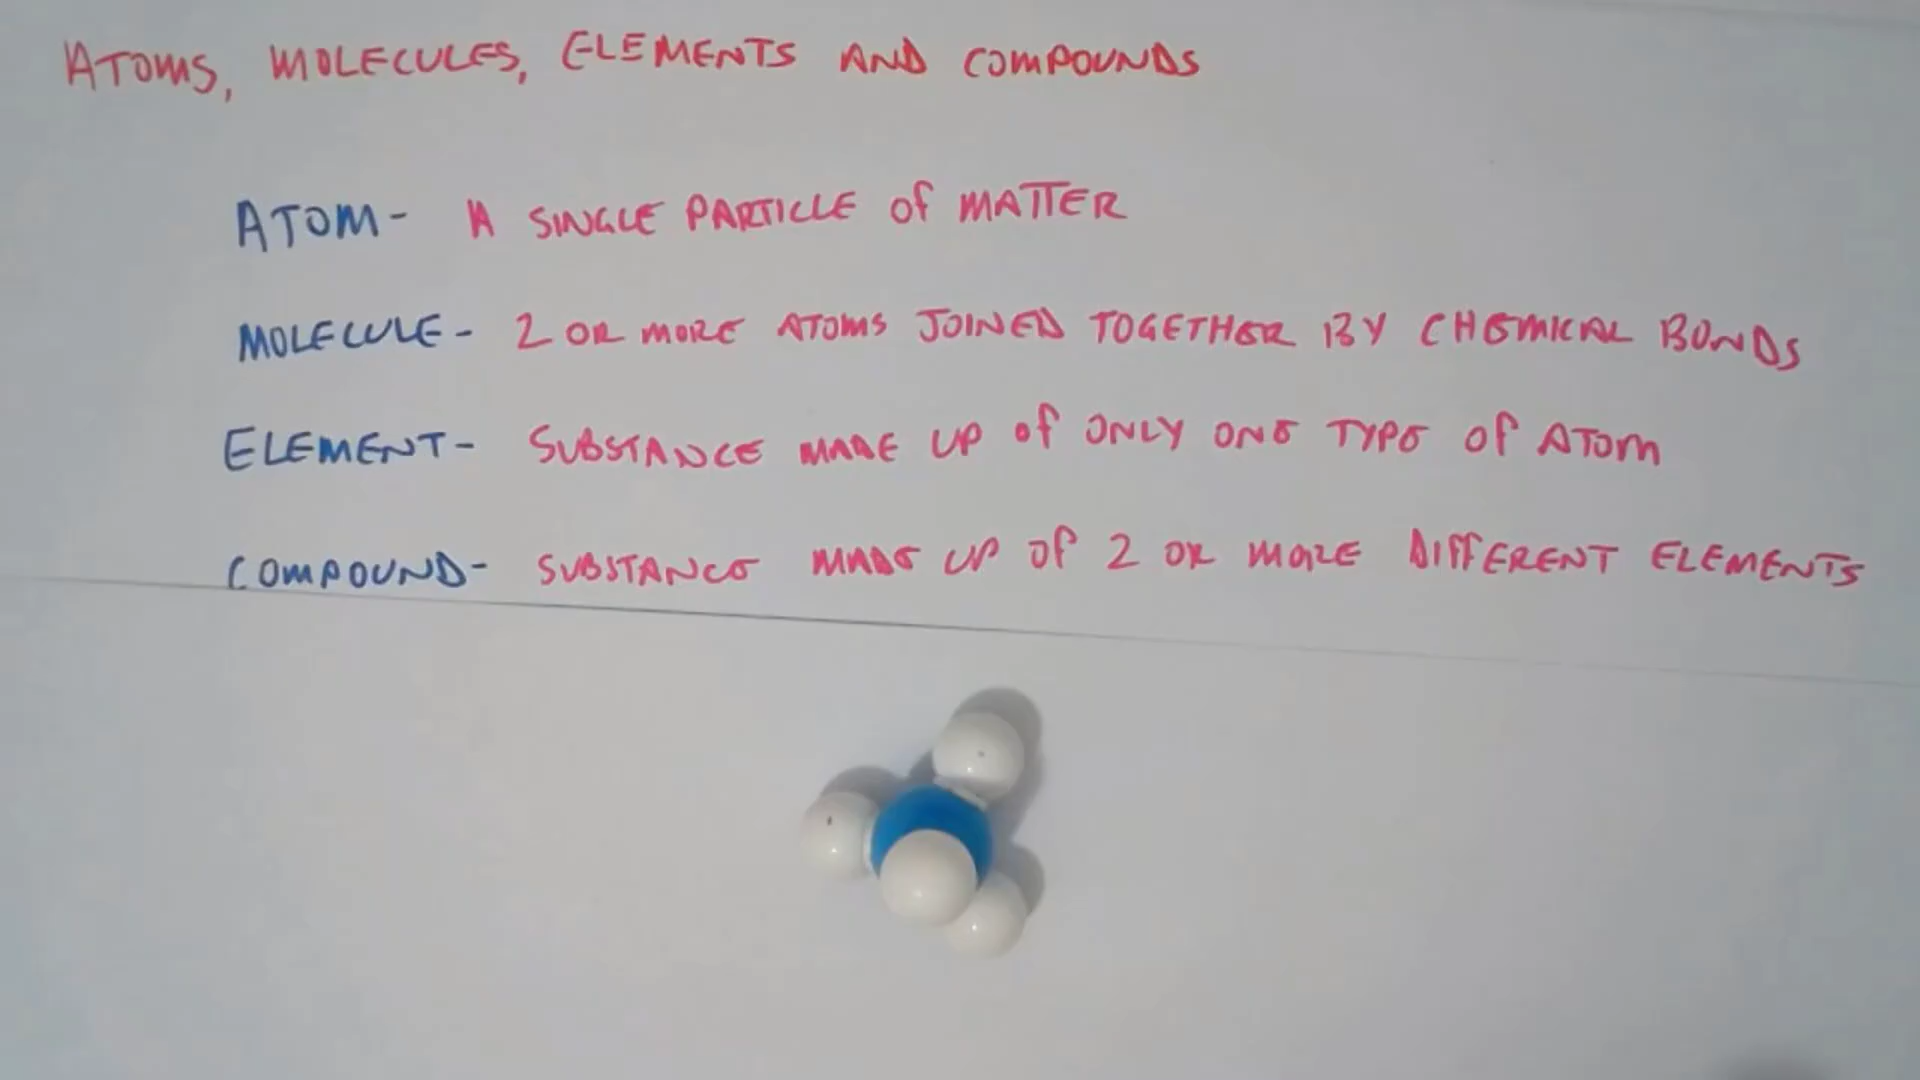 ATOMS, MOLECULES, ELEMENTS AND COMPOUNDS
ATOM- A SINGLE PARTICLE OF MATTER
MOLECULE- 2 OR MORE ATOMS JOINED TOGETHER BY CHEMICAL BONDS
ELEMENT- SUBSTANCE MADE UP OF ONLY ONE TYPE OF ATOM
COMPOUND- SUBSTANCE MADE UP OF 2 OR MORE DIFFERENT ELEMENTS